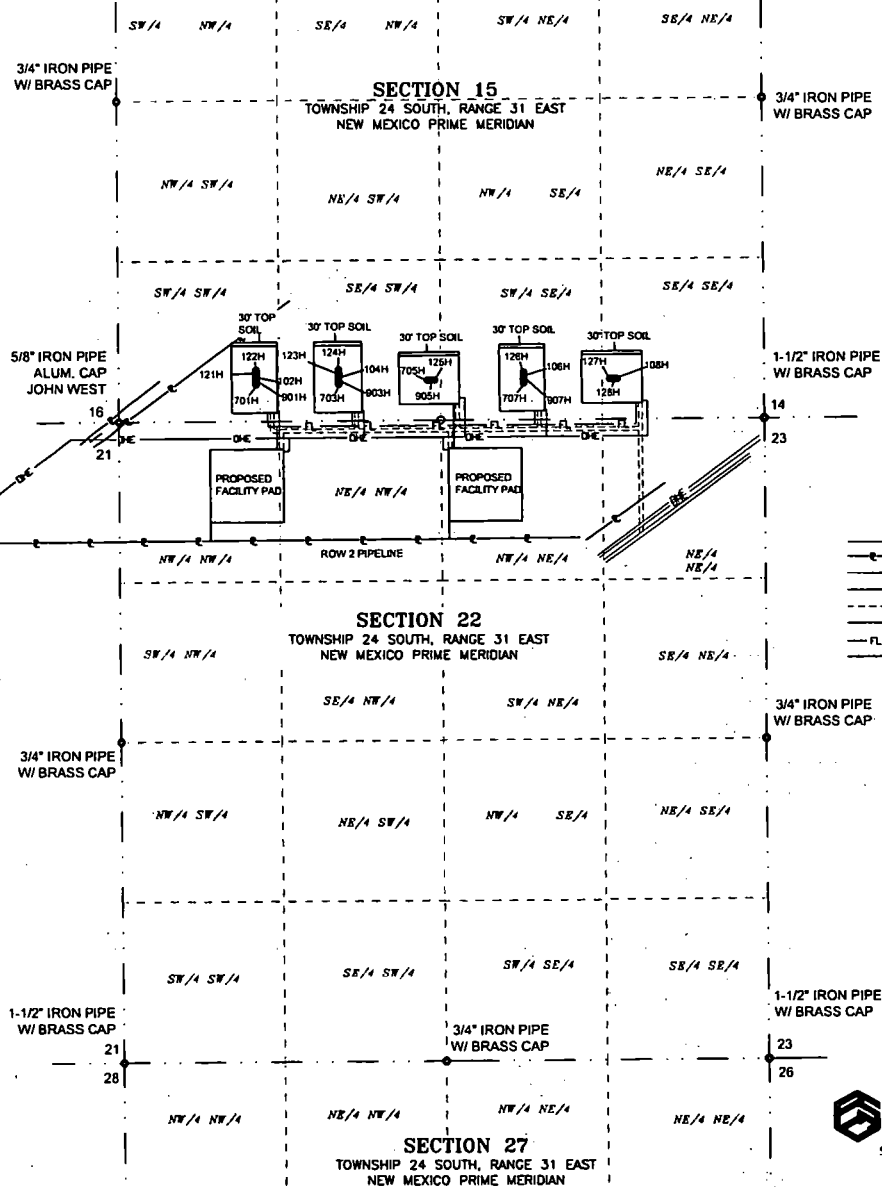 SW/4 NW/4
SE/4 NW/4
SW/4 NE/4
SE/4 NE/4
3/4" IRON PIPE
W/ BRASS CAP
SECTION 15
TOWNSHIP 24 SOUTH, RANGE 31 EAST
NEW MEXICO PRIME MERIDIAN
3/4" IRON PIPE
W/ BRASS CAP
NW/4 SW/4
NE/4 SW/4
NW/4 SE/4
NE/4 SE/4
SW/4 SW/4
SE/4 SW/4
SW/4 SE/4
SE/4 SE/4
30' TOP
SOIL
30' TOP SOIL
30' TOP SOIL
30' TOP SOIL
30' TOP SOIL
5/8" IRON PIPE
ALUM. CAP
JOHN WEST
121H
122H
102H
901H
701H
123H
124H
104H
903H
703H
705H
125H
905H
126H
106H
907H
707H
127H
108H
128H
1-1/2" IRON PIPE
W/ BRASS CAP
16
21
14
23
OHE
OHE
OHE
OHE
OHE
OHE
PROPOSED
FACILITY PAD
NE/4 NW/4
PROPOSED
FACILITY PAD
ROW 2 PIPELINE
NW/4 NW/4
NW/4 NE/4
NE/4
NE/4
SECTION 22
TOWNSHIP 24 SOUTH, RANGE 31 EAST
NEW MEXICO PRIME MERIDIAN
FL
SW/4 NW/4
SE/4 NW/4
SW/4 NE/4
SE/4 NE/4
3/4" IRON PIPE
W/ BRASS CAP
3/4" IRON PIPE
W/ BRASS CAP
NW/4 SW/4
NE/4 SW/4
NW/4 SE/4
NE/4 SE/4
SW/4 SW/4
SE/4 SW/4
SW/4 SE/4
SE/4 SE/4
1-1/2" IRON PIPE
W/ BRASS CAP
3/4" IRON PIPE
W/ BRASS CAP
1-1/2" IRON PIPE
W/ BRASS CAP
21
28
23
26
NW/4 NW/4
NE/4 NW/4
NW/4 NE/4
NE/4 NE/4
SECTION 27
TOWNSHIP 24 SOUTH, RANGE 31 EAST
NEW MEXICO PRIME MERIDIAN